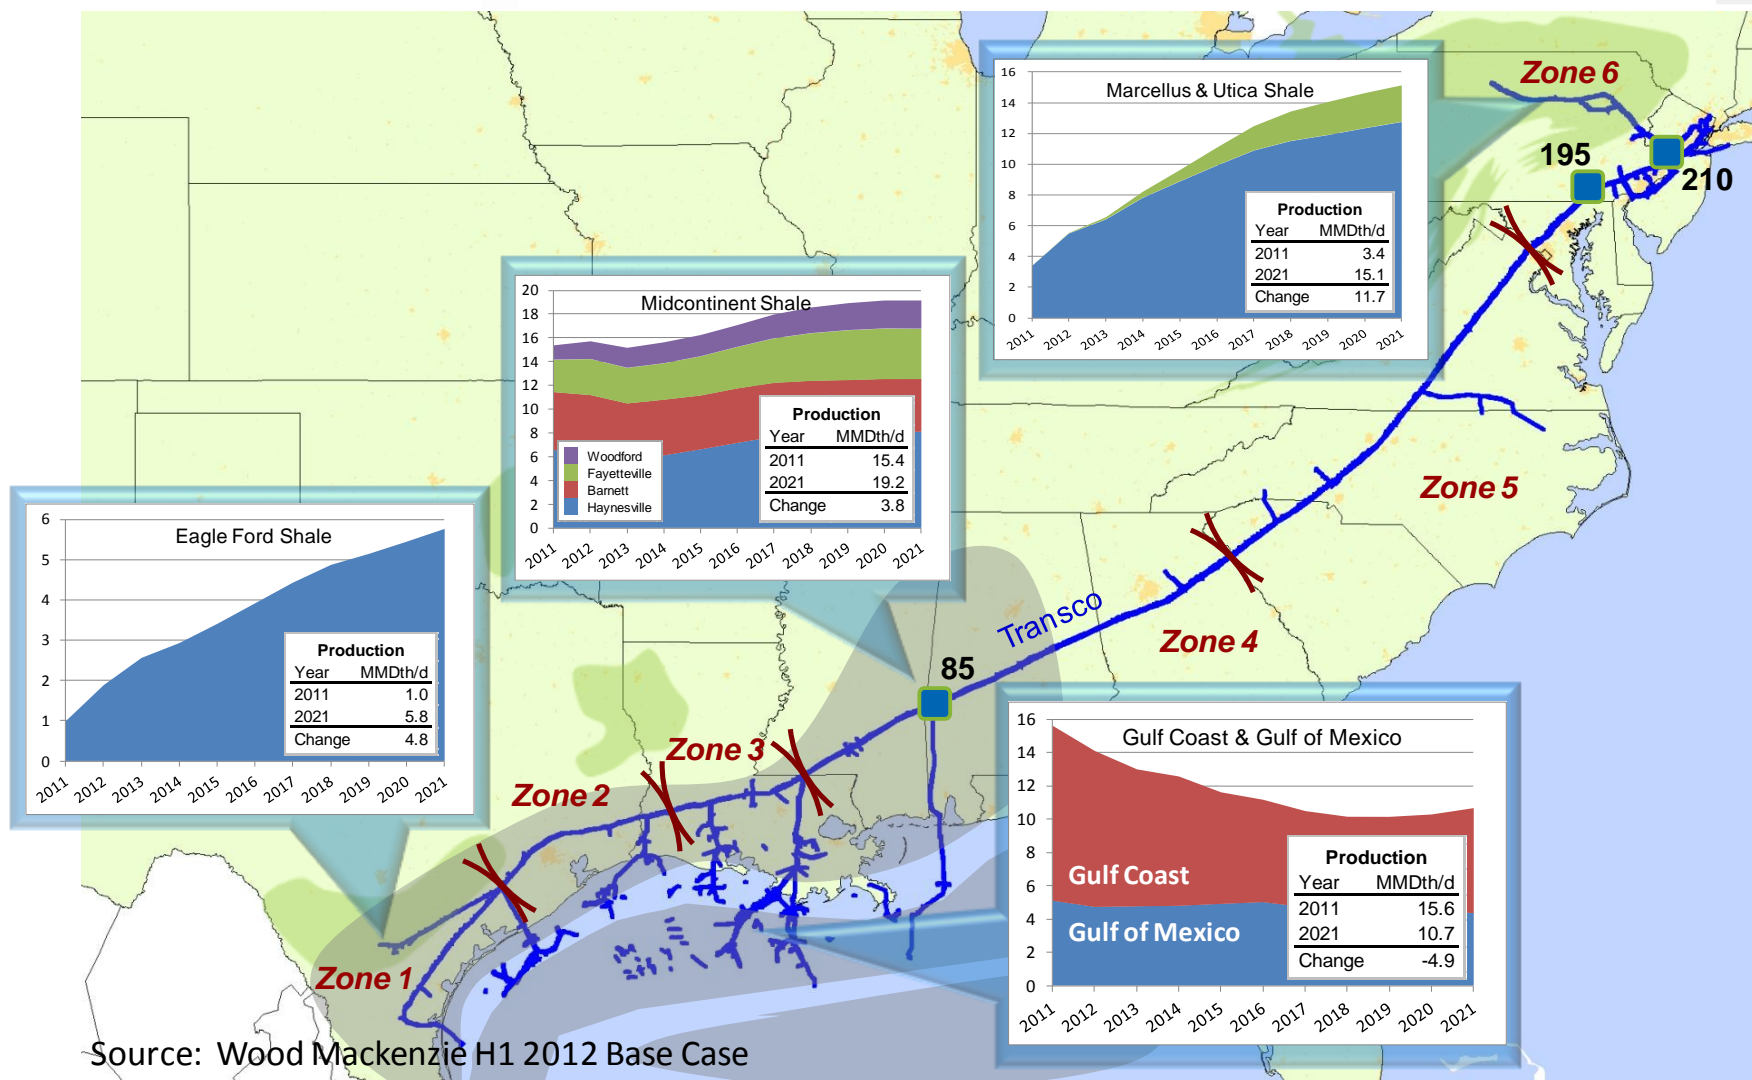 Zone 6
195
210
Zone 5
Zone 4
Transco
85
Zone 3
Zone 2
Zone 1
Marcellus & Utica Shale
16
14
12
10
8
6
4
2
0
2011 2012 2013 2014 2015 2016 2017 2018 2019 2020 2021
Production
Year MMDth/d
2011 3.4
2021 15.1
Change 11.7
Midcontinent Shale
20
18
16
14
12
10
8
6
4
2
0
Woodford
Fayetteville
Barnett
Haynesville
2011 2012 2013 2014 2015 2016 2017 2018 2019 2020 2021
Production
Year MMDth/d
2011 15.4
2021 19.2
Change 3.8
Eagle Ford Shale
6
5
4
3
2
1
0
2011 2012 2013 2014 2015 2016 2017 2018 2019 2020 2021
Production
Year MMDth/d
2011 1.0
2021 5.8
Change 4.8
Gulf Coast & Gulf of Mexico
16
14
12
10
8
6
4
2
0
Gulf Coast
Gulf of Mexico
2011 2012 2013 2014 2015 2016 2017 2018 2019 2020 2021
Production
Year MMDth/d
2011 15.6
2021 10.7
Change -4.9
Source: Wood Mackenzie H1 2012 Base Case